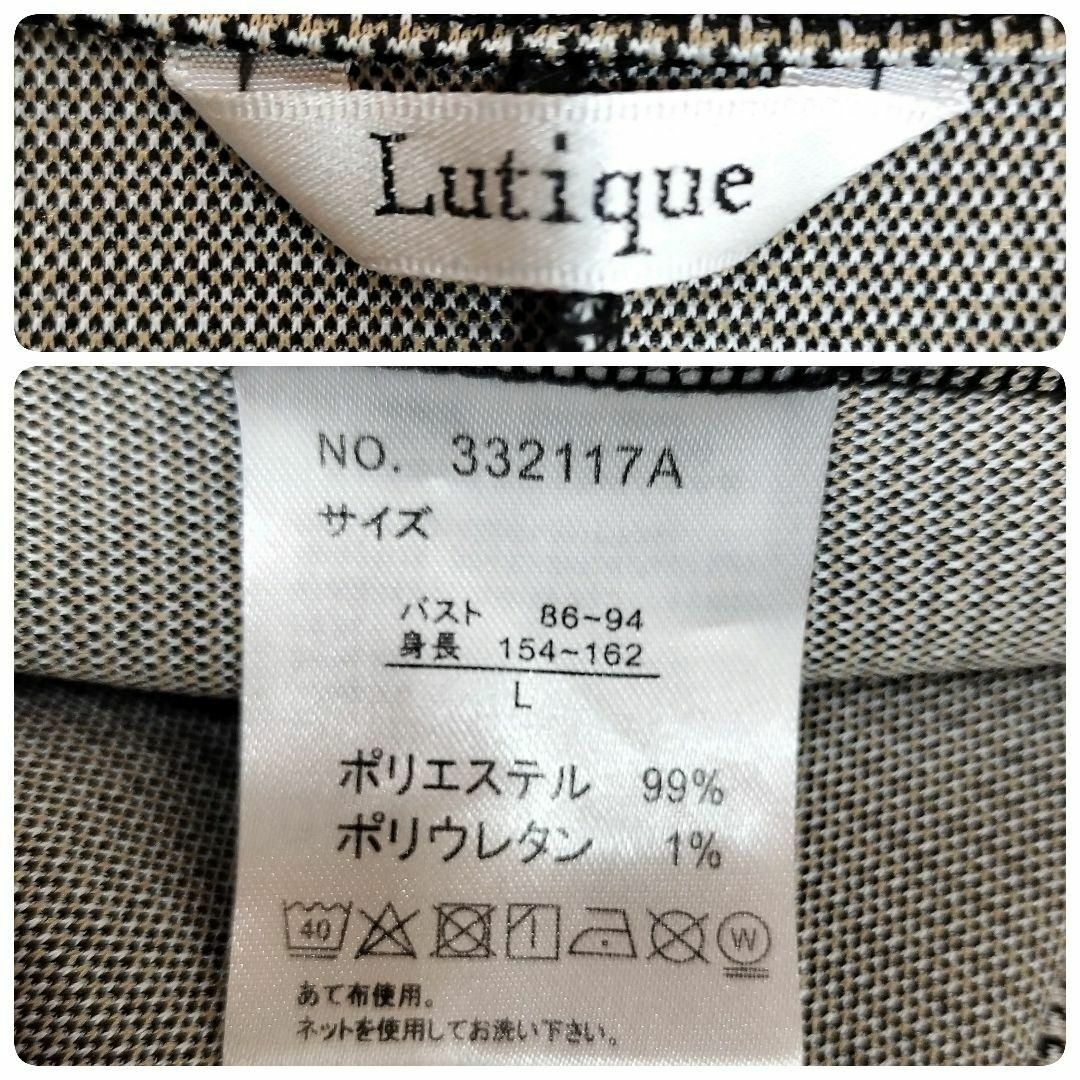 Lutique
NO. 332117A
サイズ
バスト 86~94
身長 154~162
L
ポリエステル 99%
ポリウレタン 1%
40 W
あて布使用。
ネットを使用してお洗い下さい。